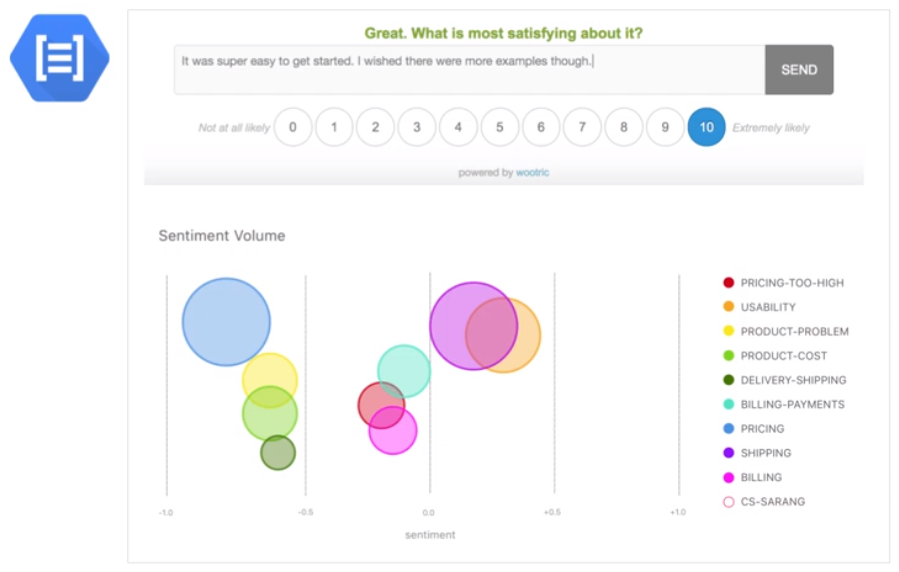 Great. What is most satisfying about it?
It was super easy to get started. I wished there were more examples though.
SEND
Not at all likely 0 1 2 3 4 5 6 7 8 9 10 Extremely likely
powered by wootric
Sentiment Volume
PRICING-TOO-HIGH
USABILITY
PRODUCT-PROBLEM
PRODUCT-COST
DELIVERY-SHIPPING
BILLING-PAYMENTS
PRICING
SHIPPING
BILLING
CS-SARANG
-1.0 -0.5 0.0 +0.5 +1.0
sentiment